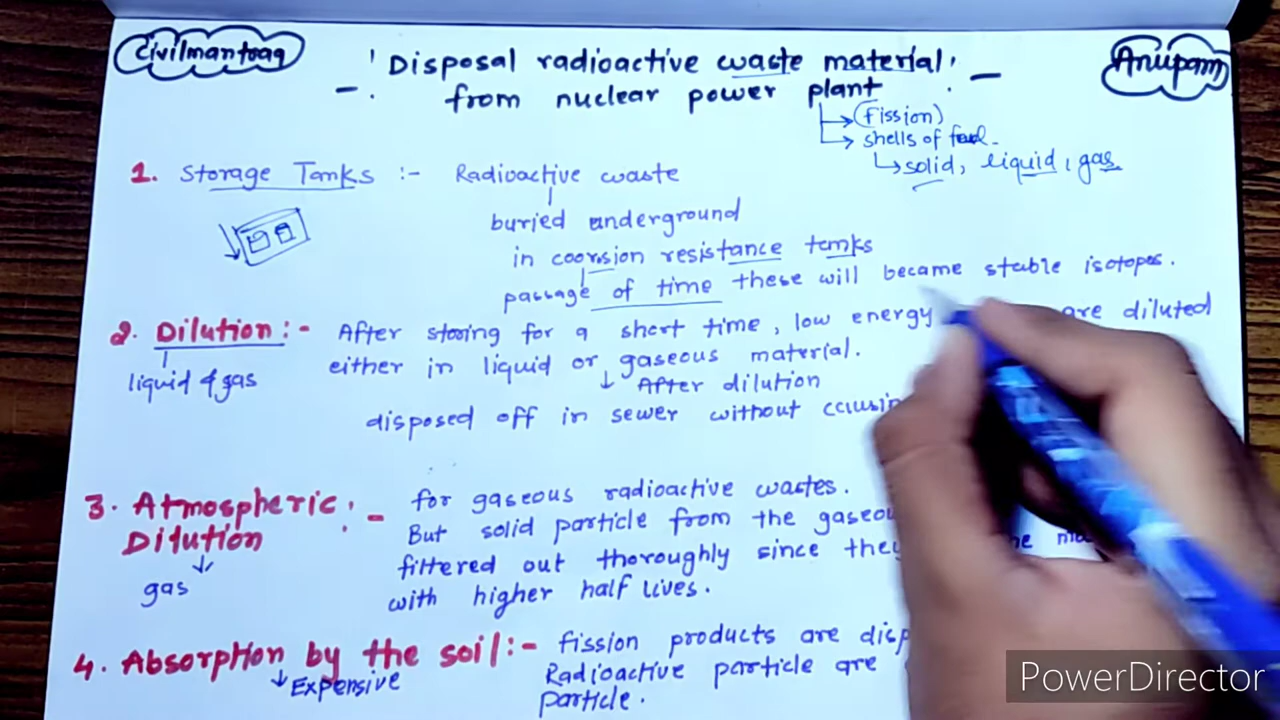 Civilmantraa
'Disposal radioactive waste material'
Anupam
from nuclear power plant
(fission)
shells of fuel.
solid, liquid, gas
1. Storage Tanks :- Radioactive waste
buried underground
in coorsion resistance tanks
passage of time these will became stable isotopes.
2. Dilution:- After storing for a short time, low energy are diluted
liquid & gas
either in liquid or gaseous material.
After dilution
disposed off in sewer without
3. Atmospheric Dilution :- for gaseous radioactive wastes.
But solid particle from the
filtered out thoroughly since
with higher half lives.
gas
4. Absorption by the soil:- fission products are
Radioactive particle are
particle.
Expensive
PowerDirector